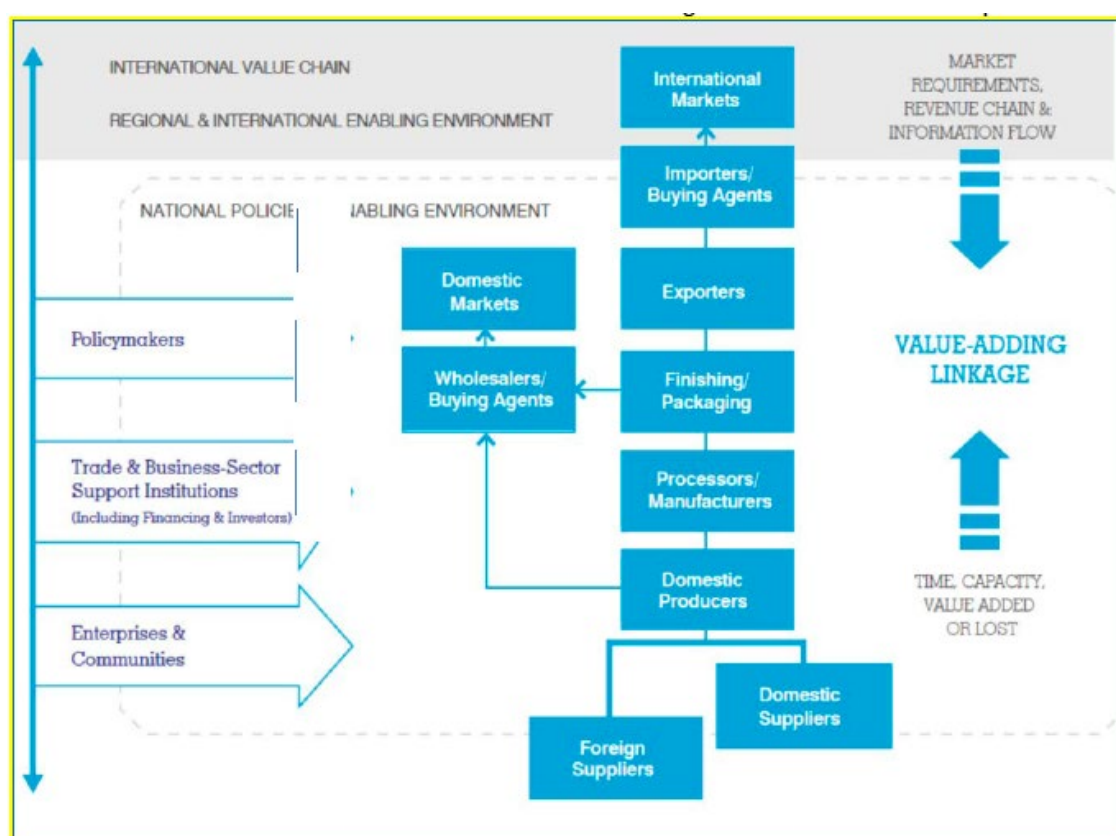 INTERNATIONAL VALUE CHAIN
REGIONAL & INTERNATIONAL ENABLING ENVIRONMENT
International
Markets
MARKET
REQUIREMENTS,
REVENUE CHAIN &
INFORMATION FLOW
Importers/
Buying Agents
NATIONAL ENABLING ENVIRONMENT
Domestic
Markets
Exporters
Policymakers
Wholesalers/
Buying Agents
Finishing/
Packaging
VALUE-ADDING
LINKAGE
Trade & Business-Sector
Support Institutions
(Including Financing & Investors)
Processors/
Manufacturers
Domestic
Producers
TIME, CAPACITY,
VALUE ADDED
OR LOST
Enterprises &
Communities
Domestic
Suppliers
Foreign
Suppliers